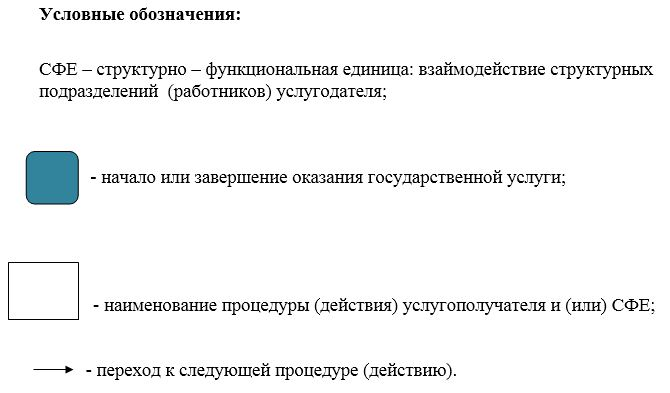 Условные обозначения:
СФЕ – структурно – функциональная единица: взаймодействие структурных
подразделений (работников) услугодателя;
- начало или завершение оказания государственной услуги;
- наименование процедуры (действия) услугополучателя и (или) СФЕ;
- переход к следующей процедуре (действию).